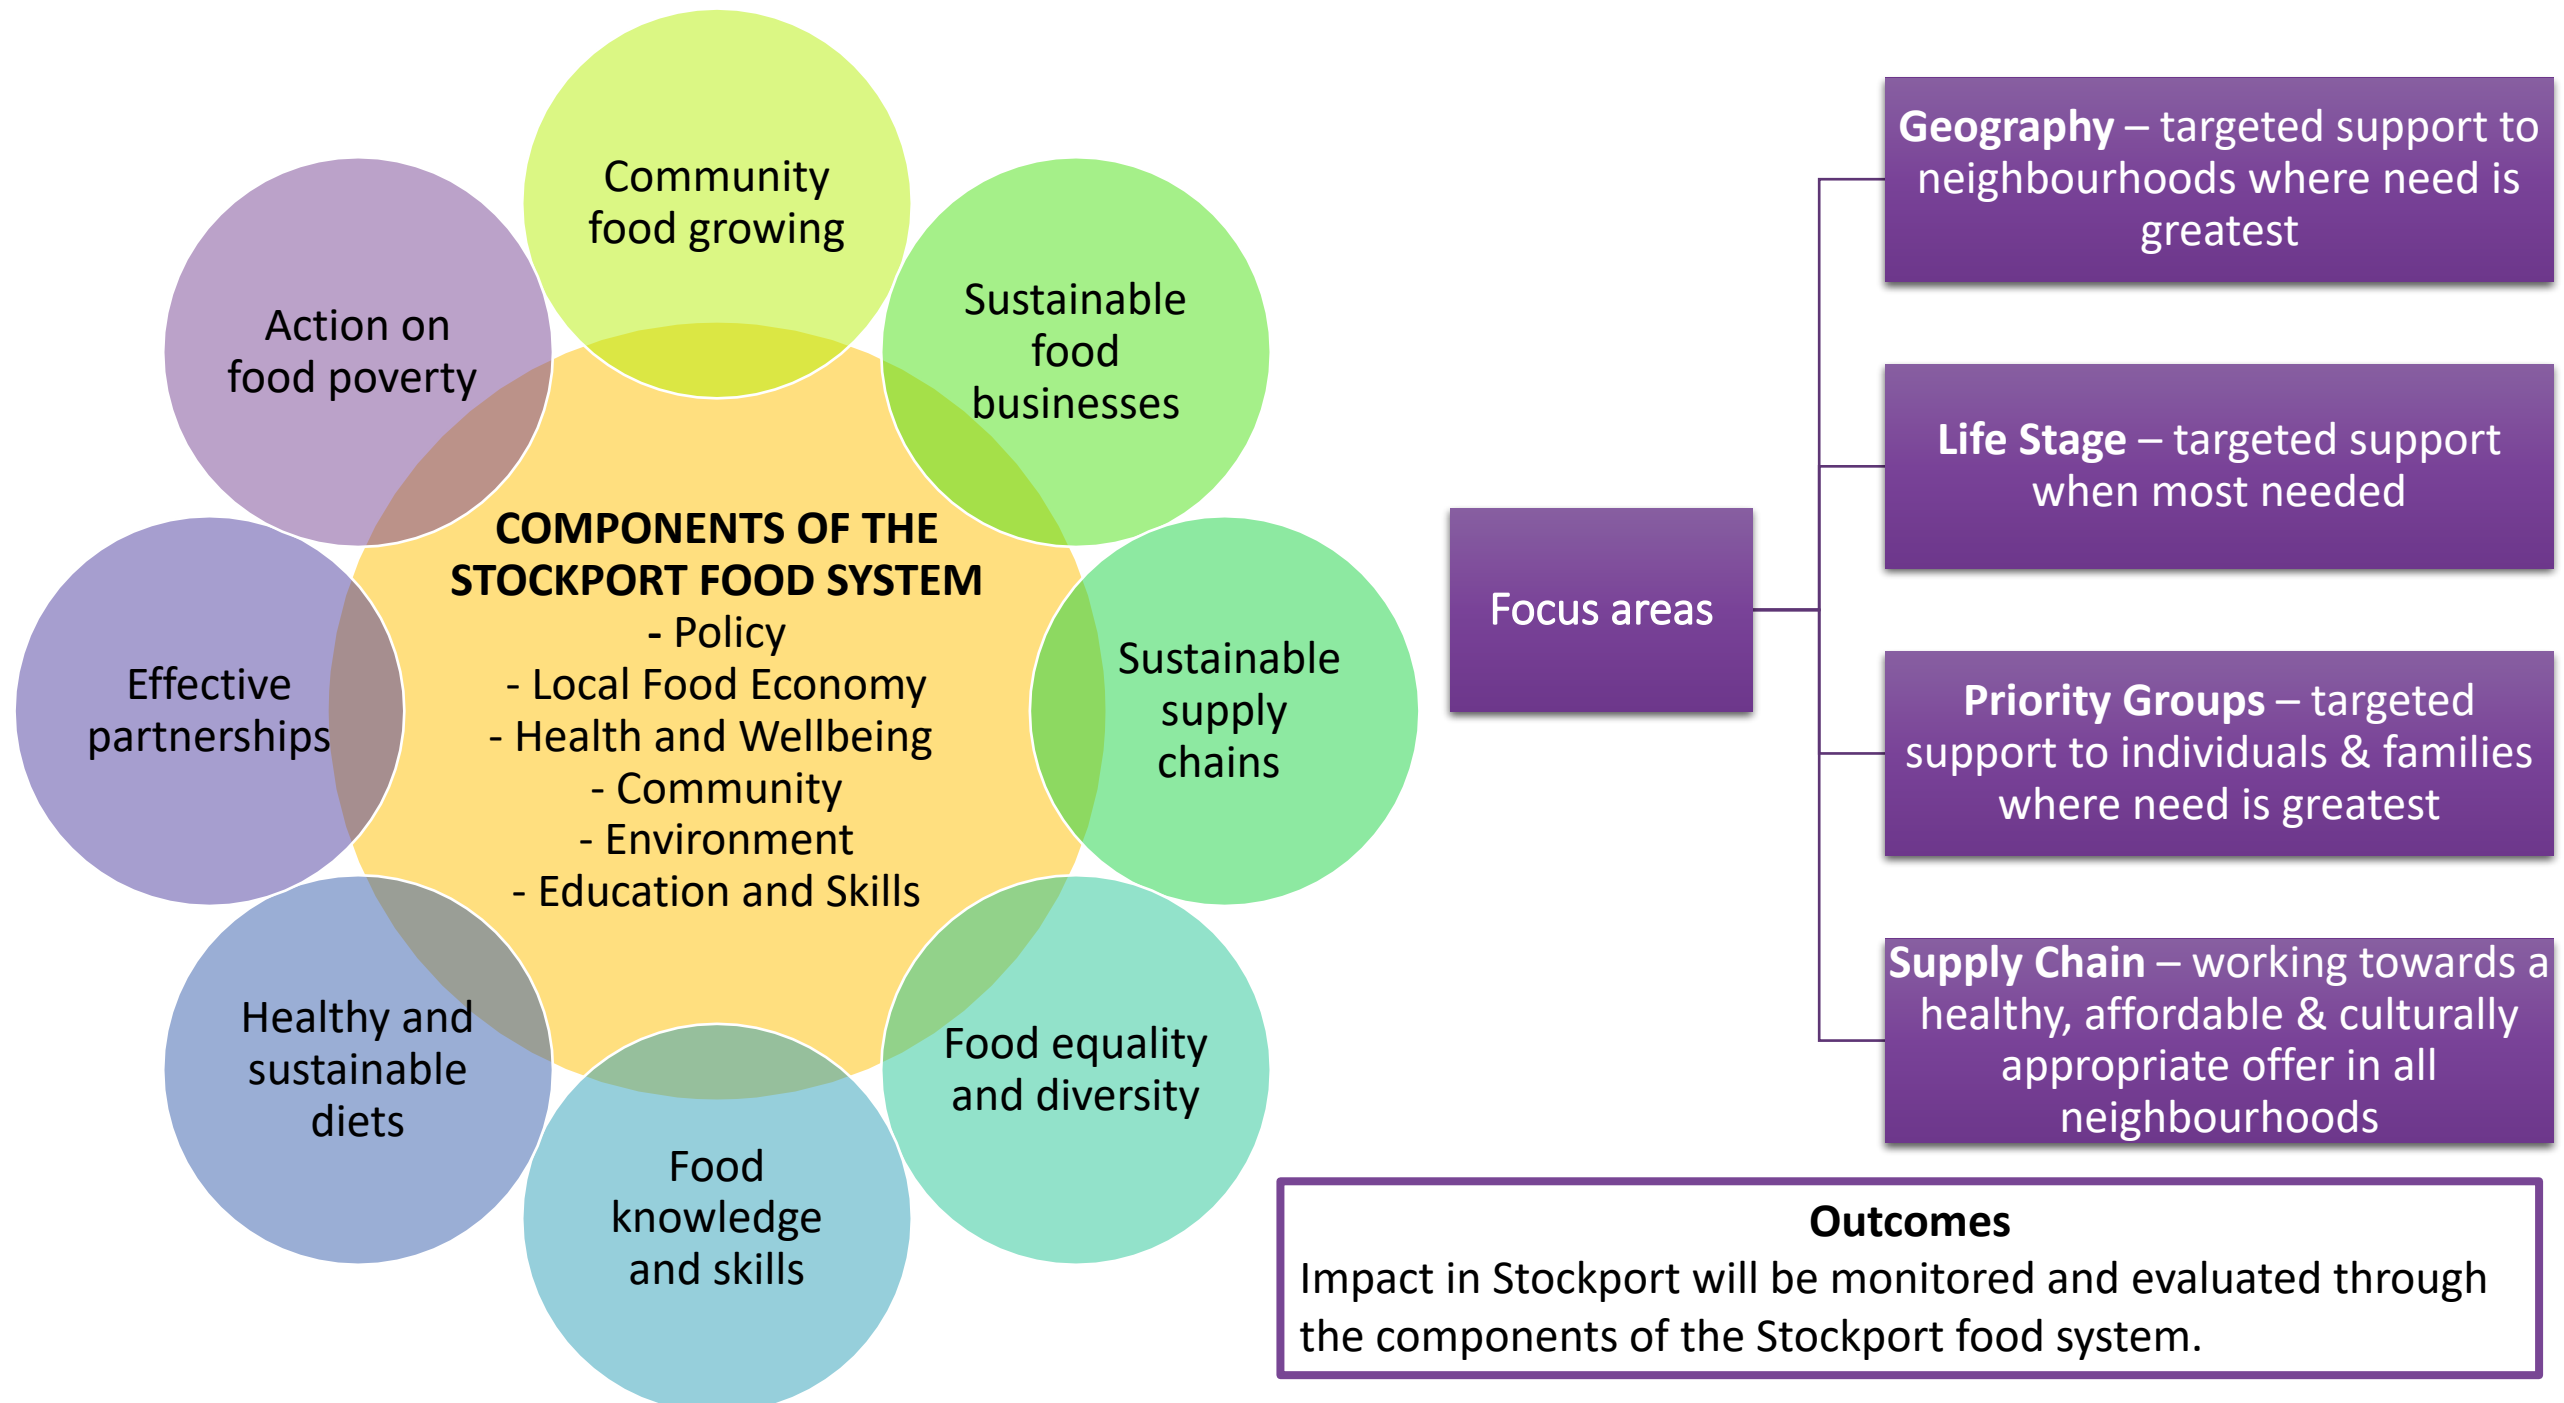 Community
food growing
Sustainable
food
businesses
Sustainable
supply
chains
Food equality
and diversity
Food
knowledge
and skills
Healthy and
sustainable
diets
Effective
partnerships
Action on
food poverty
COMPONENTS OF THE
STOCKPORT FOOD SYSTEM
- Policy
- Local Food Economy
- Health and Wellbeing
- Community
- Environment
- Education and Skills
Focus areas
Geography – targeted support to
neighbourhoods where need is
greatest
Life Stage – targeted support
when most needed
Priority Groups – targeted
support to individuals & families
where need is greatest
Supply Chain – working towards a
healthy, affordable & culturally
appropriate offer in all
neighbourhoods
Outcomes
Impact in Stockport will be monitored and evaluated through
the components of the Stockport food system.